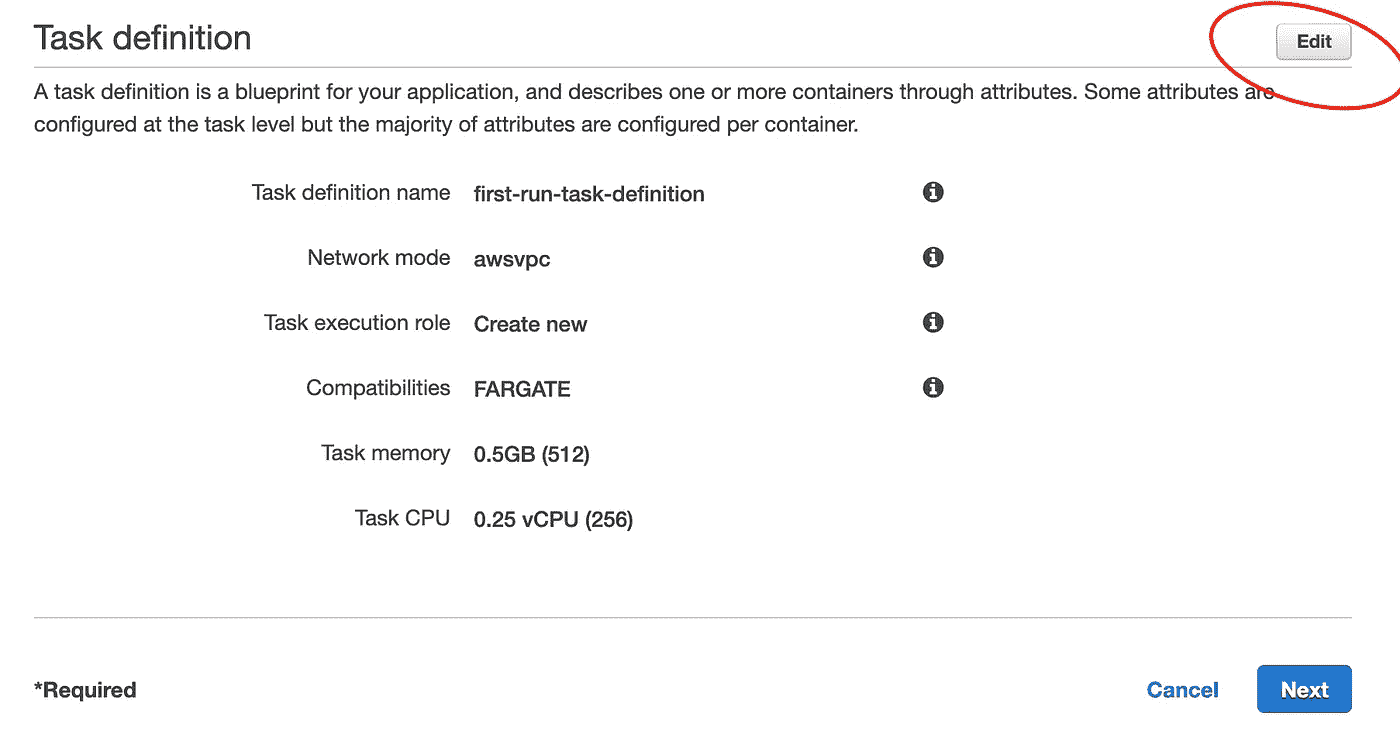 Task definition
Edit
A task definition is a blueprint for your application, and describes one or more containers through attributes. Some attributes are
configured at the task level but the majority of attributes are configured per container.
Task definition name first-run-task-definition
Network mode awsvpc
Task execution role Create new
Compatibilities FARGATE
Task memory 0.5GB (512)
Task CPU 0.25 vCPU (256)
*Required
Cancel
Next